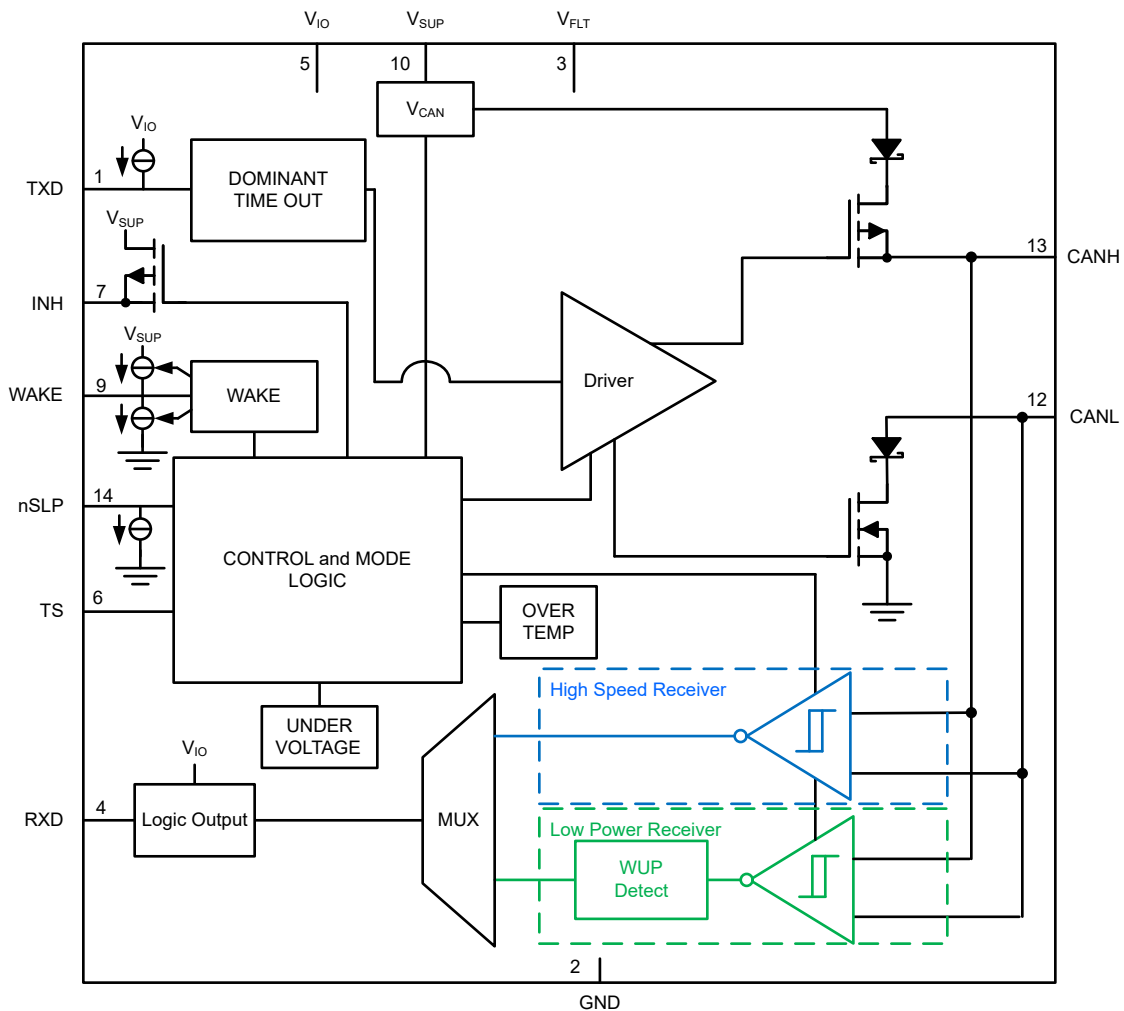 VIO VSUP VFLT
5 10 3
VCAN
VIO
TXD 1
DOMINANT
TIME OUT
VSUP
INH 7
13 CANH
VSUP
WAKE 9
WAKE
Driver
12 CANL
nSLP 14
CONTROL and MODE
LOGIC
TS 6
OVER
TEMP
High Speed Receiver
UNDER
VOLTAGE
VIO
RXD 4
Logic Output
MUX
Low Power Receiver
WUP
Detect
2
GND